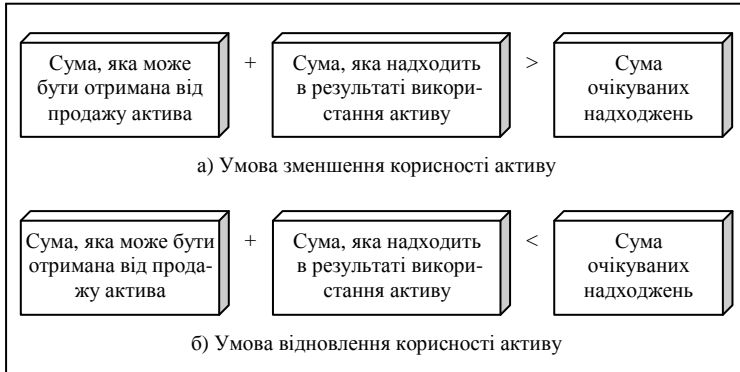 Сума, яка може
бути отримана від
продажу актива
+
Сума, яка надходить
в результаті викори-
стання активу
>
Сума
очікуваних
надходжень
а) Умова зменшення корисності активу
Сума, яка може бути
отримана від прода-
жу актива
+
Сума, яка надходить
в результаті викори-
стання активу
<
Сума
очікуваних
надходжень
б) Умова відновлення корисності активу